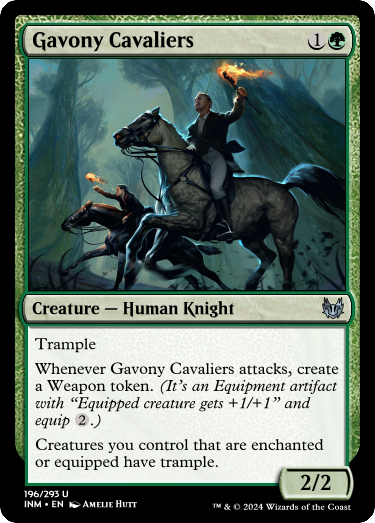 Gavony Cavaliers 1
Creature — Human Knight
Trample
Whenever Gavony Cavaliers attacks, create
a Weapon token. (It's an Equipment artifact
with “Equipped creature gets +1/+1” and
equip 2.)
Creatures you control that are enchanted
or equipped have trample.
2/2
196/293 U
INM • EN Amelie Hutt
™ & © 2024 Wizards of the Coast